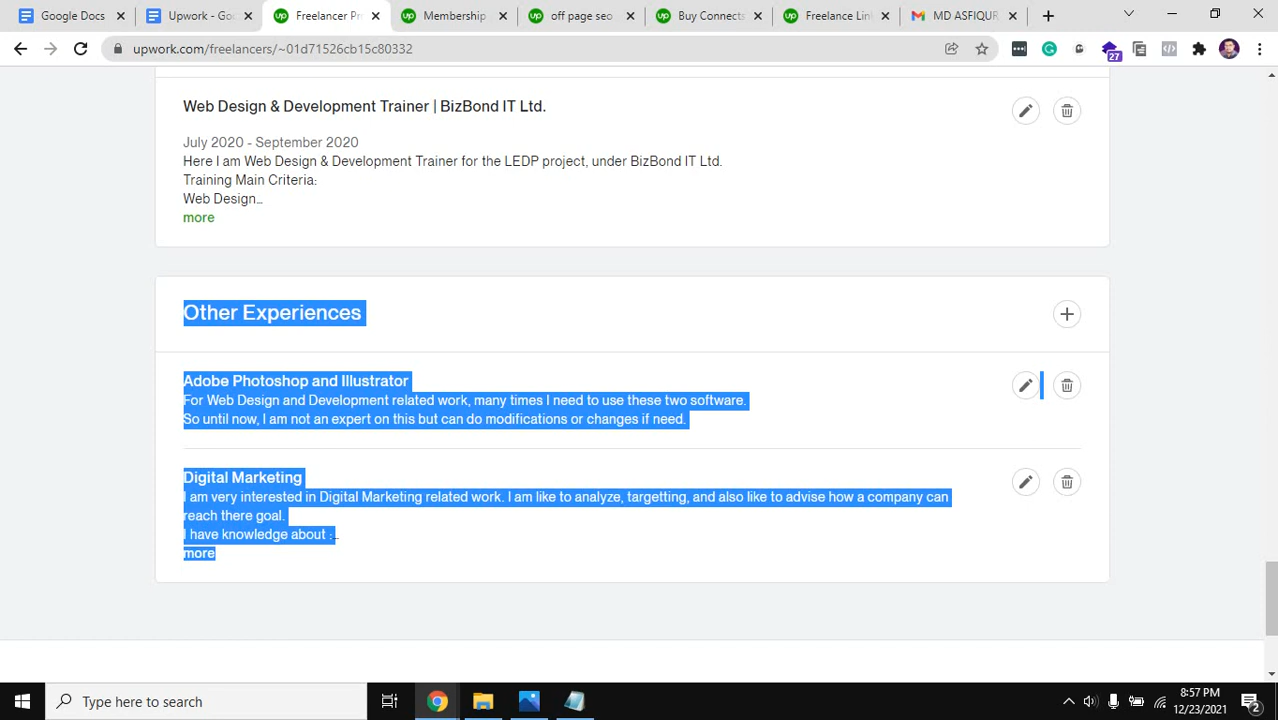 Google Docs
Upwork - Goo
Freelancer Pr
Membership
off page seo
Buy Connects
Freelance Lin
MD ASFIQUR
upwork.com/freelancers/~01d71526cb15c80332
27
Web Design & Development Trainer | BizBond IT Ltd.
July 2020 - September 2020
Here I am Web Design & Development Trainer for the LEDP project, under BizBond IT Ltd.
Training Main Criteria:
Web Design...
more
Other Experiences
Adobe Photoshop and Illustrator
For Web Design and Development related work, many times I need to use these two software.
So until now, I am not an expert on this but can do modifications or changes if need.
Digital Marketing
I am very interested in Digital Marketing related work. I am like to analyze, targetting, and also like to advise how a company can
reach there goal.
I have knowledge about :...
more
Type here to search
8:57 PM
12/23/2021
2